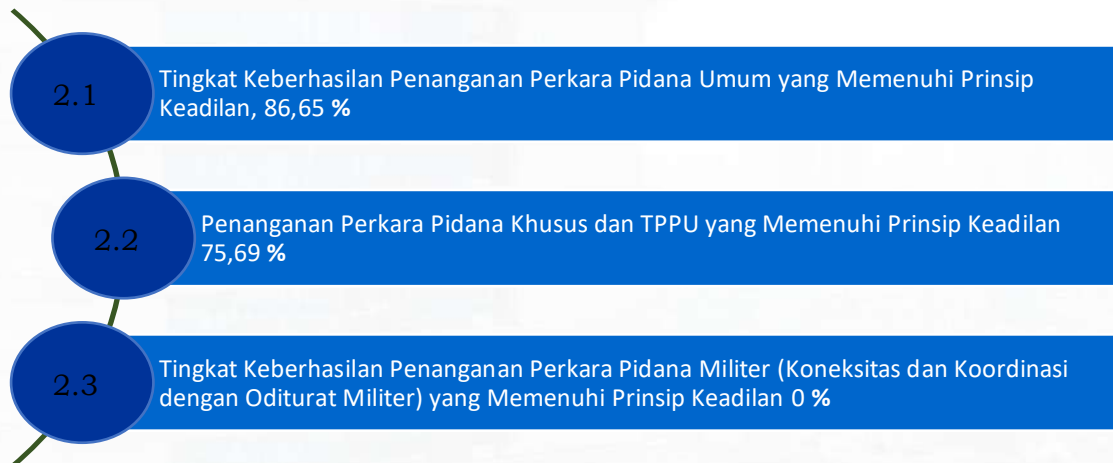 2.1
Tingkat Keberhasilan Penanganan Perkara Pidana Umum yang Memenuhi Prinsip
Keadilan, 86,65 %
2.2
Penanganan Perkara Pidana Khusus dan TPPU yang Memenuhi Prinsip Keadilan
75,69 %
2.3
Tingkat Keberhasilan Penanganan Perkara Pidana Militer (Koneksitas dan Koordinasi
dengan Oditurat Militer) yang Memenuhi Prinsip Keadilan 0 %